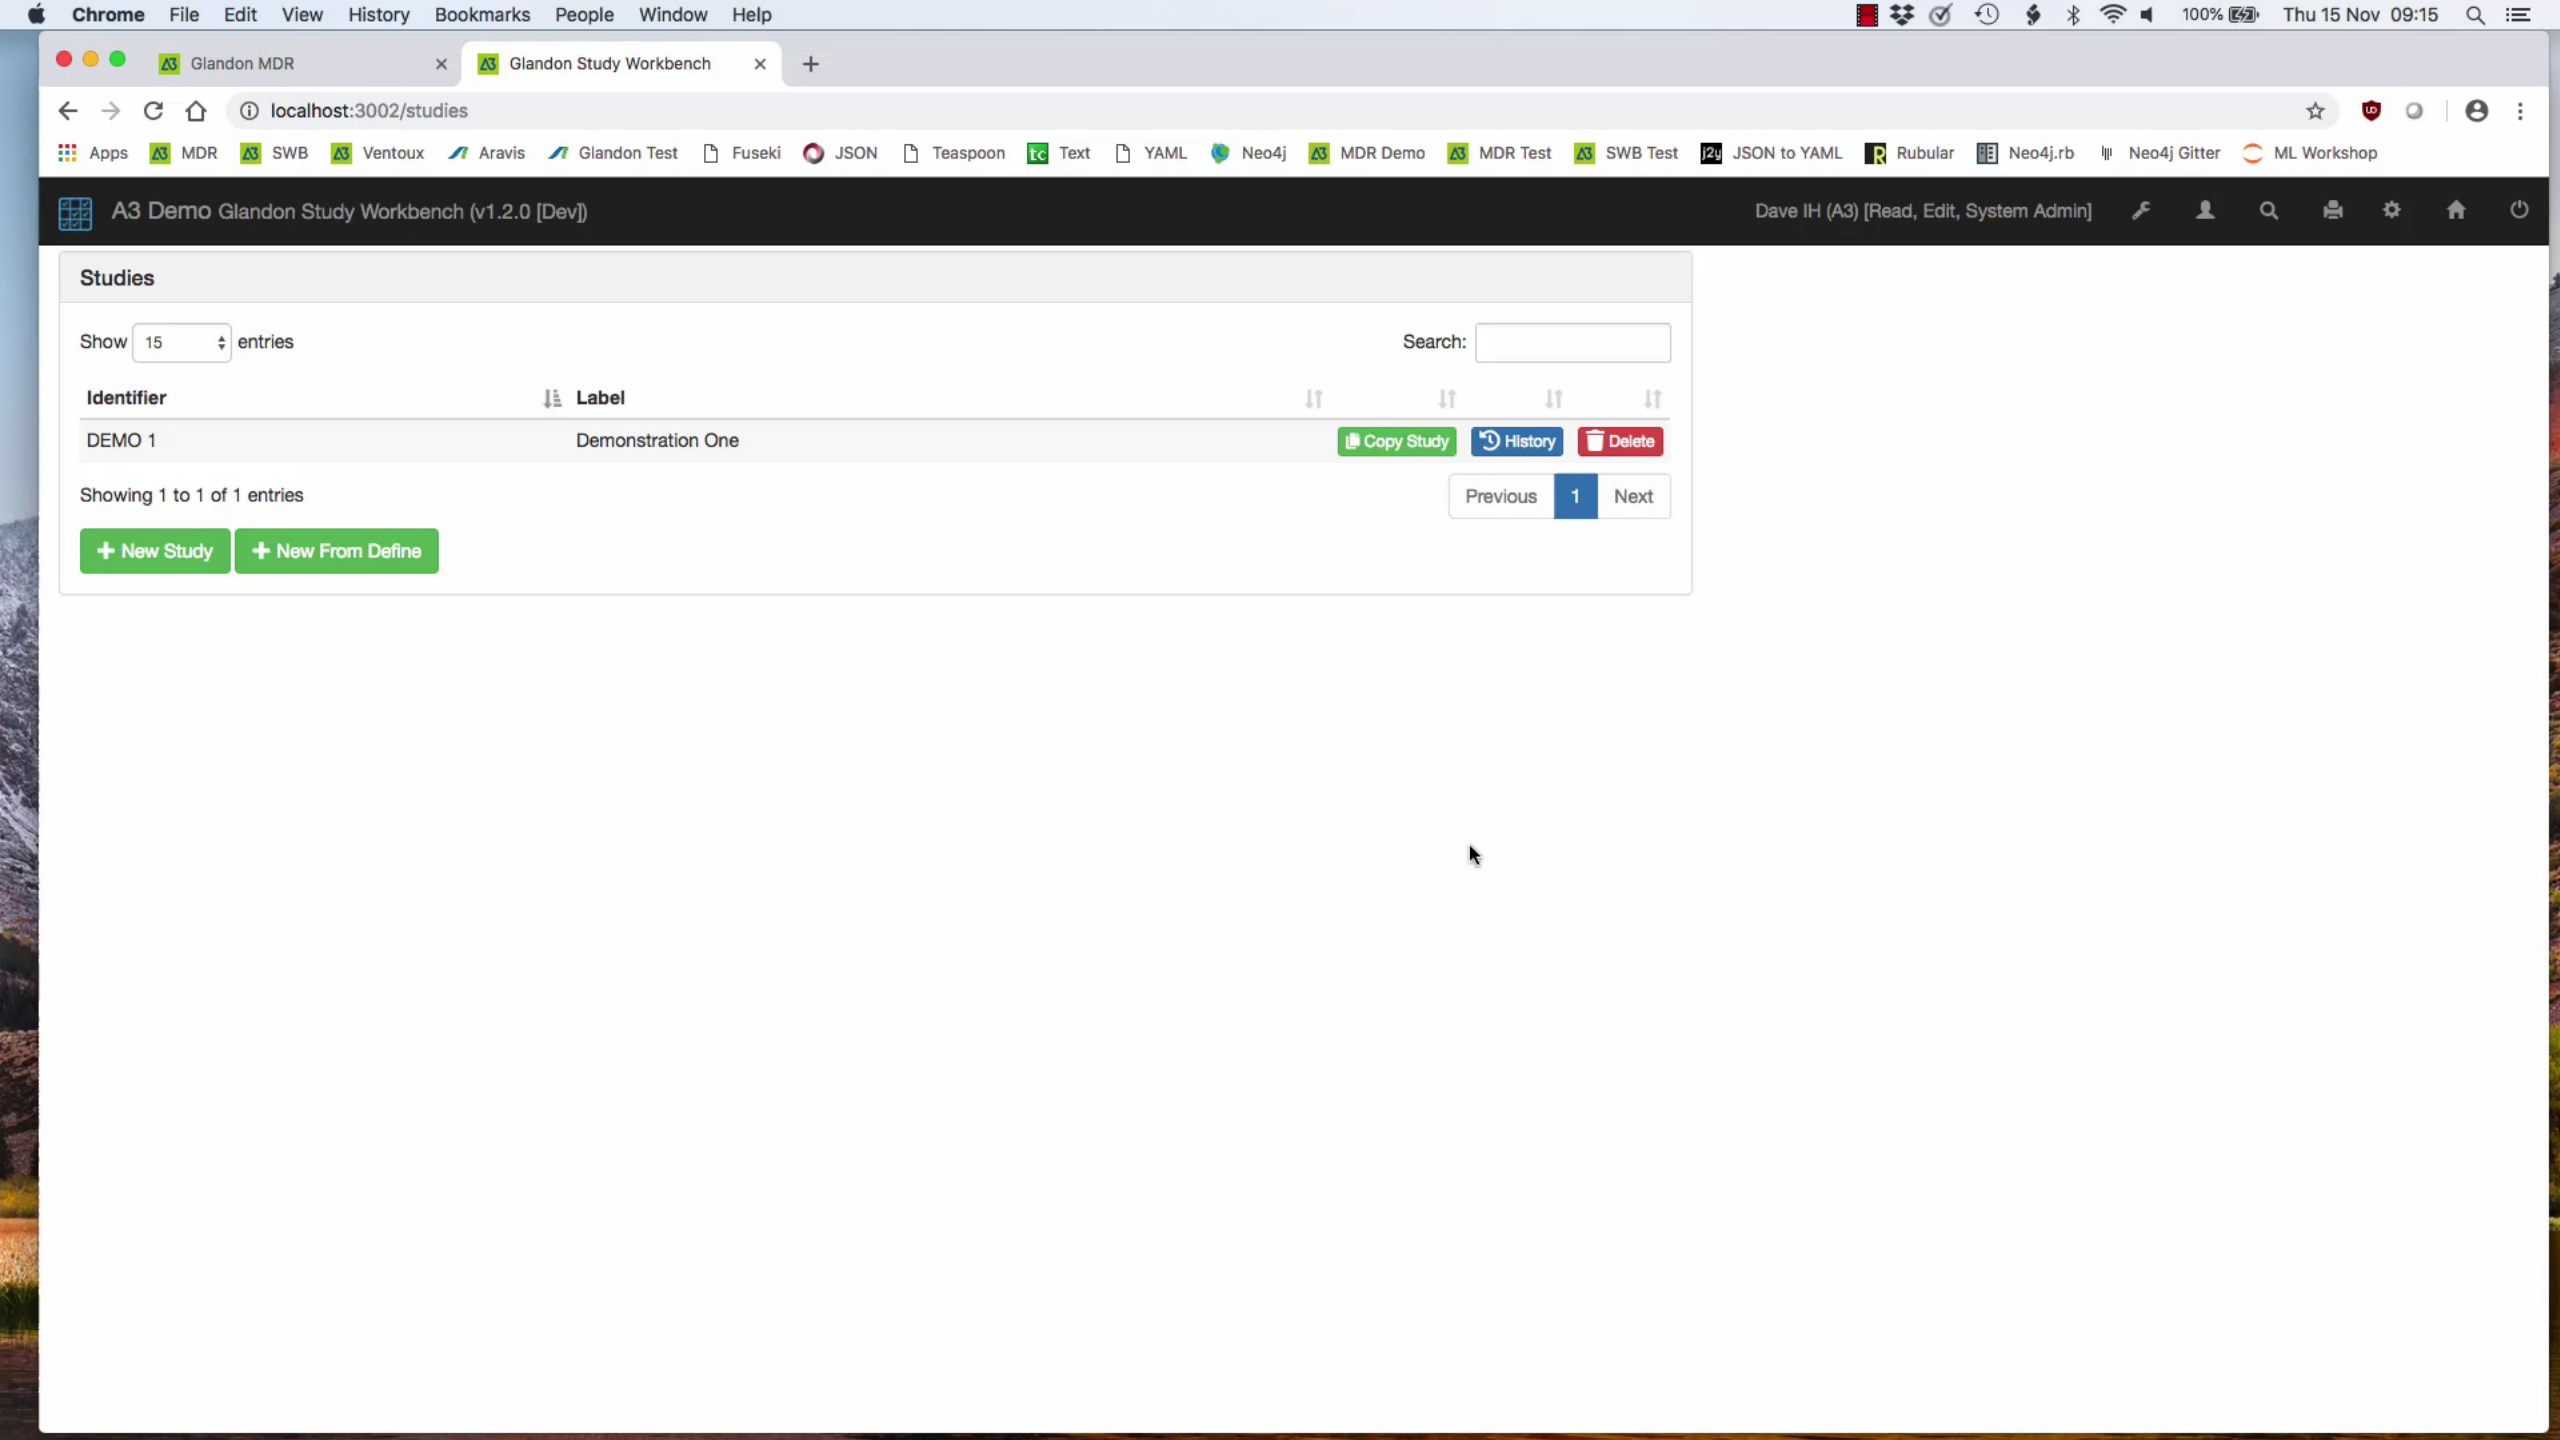 Chrome File Edit View History Bookmarks People Window Help 100% Thu 15 Nov 09:15
Glandon MDR Glandon Study Workbench
localhost:3002/studies
Apps MDR SWB Ventoux Aravis Glandon Test Fuseki JSON Teaspoon tc Text YAML Neo4j MDR Demo MDR Test SWB Test j2y JSON to YAML Rubular Neo4j.rb Neo4j Gitter ML Workshop
A3 Demo Glandon Study Workbench (v1.2.0 [Dev]) Dave IH (A3) [Read, Edit, System Admin]
Studies
Show 15 entries Search:
Identifier Label
DEMO 1 Demonstration One Copy Study History Delete
Showing 1 to 1 of 1 entries Previous 1 Next
New Study New From Define